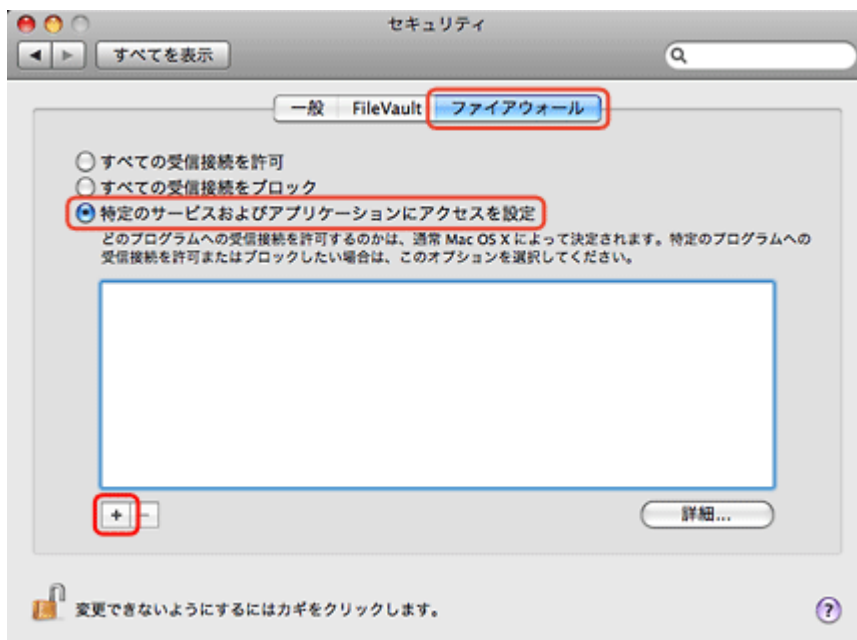 セキュリティ
すべてを表示
一般 FileVault ファイアウォール
すべての受信接続を許可
すべての受信接続をブロック
特定のサービスおよびアプリケーションにアクセスを設定
どのプログラムへの受信接続を許可するのかは、通常 Mac OS X によって決定されます。特定のプログラムへの
受信接続を許可またはブロックしたい場合は、このオプションを選択してください。
+ −
詳細...
変更できないようにするにはカギをクリックします。
?